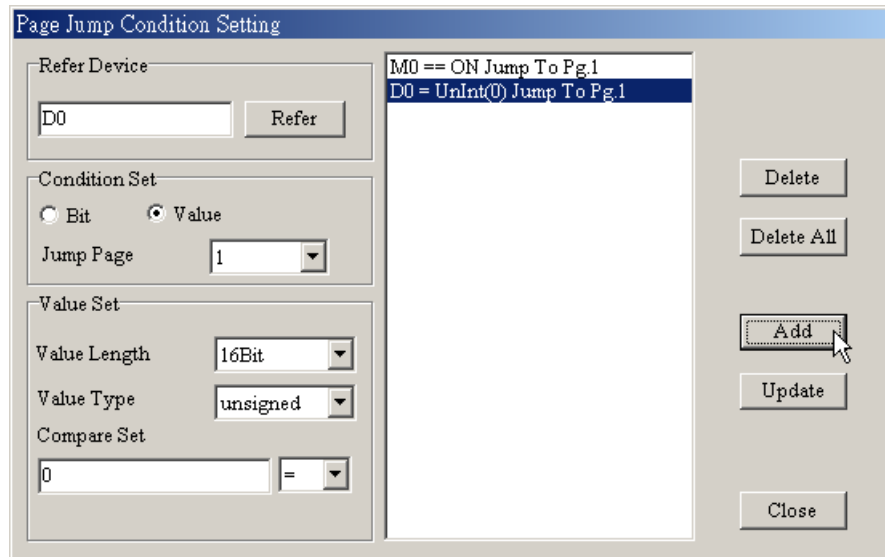 Page Jump Condition Setting
Refer Device
D0
Refer
Condition Set
Bit
Value
Jump Page
1
Value Set
Value Length
16Bit
Value Type
unsigned
Compare Set
0
=
M0 == ON Jump To Pg.1
D0 = UnInt(0) Jump To Pg.1
Delete
Delete All
Add
Update
Close